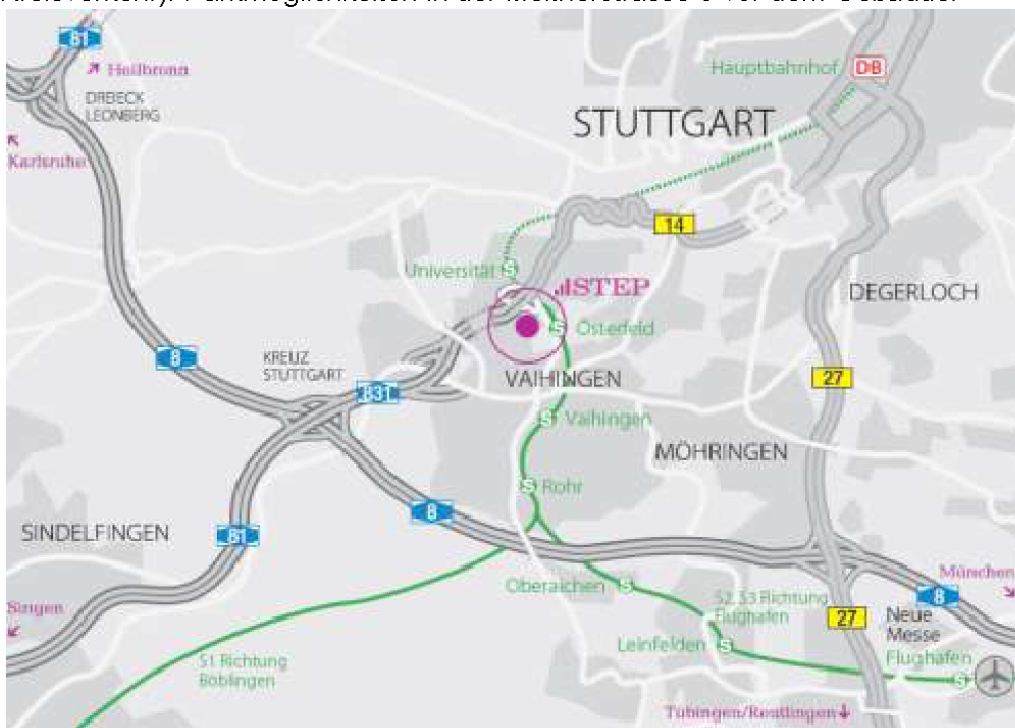 81
Heilbronn
Hauptbahnhof DB
DREIECK
LEONBERG
STUTTGART
Karlsruhe
14
Universität S
STEP
DEGERLOCH
S Österfeld
8
KREUZ
STUTTGART
831
VAIHINGEN
27
S Vaihingen
MÖHRINGEN
S Rohr
8
SINDELFINGEN
81
München
Oberaichen S
8
Singen
S2, S3 Richtung
Flughafen
27
Neue
Messe
Leinfelden S
Flughafen
S
S1 Richtung
Böblingen
Tübingen/Reutlingen